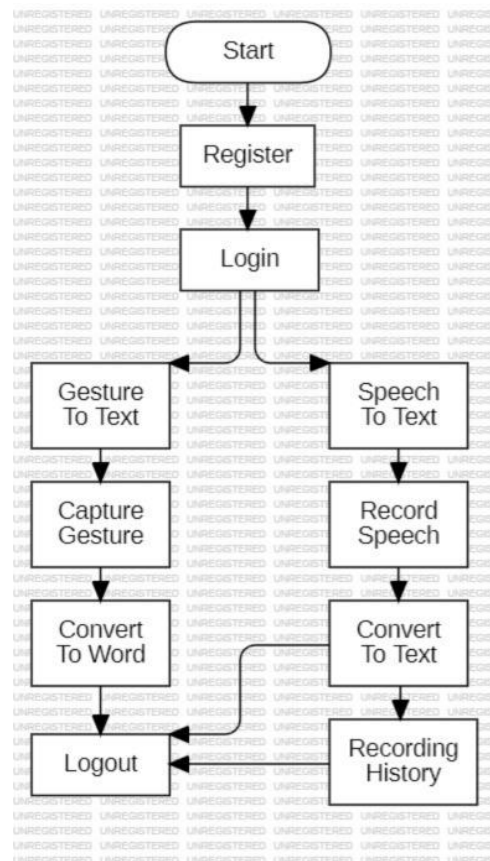 Start
Register
Login
Gesture
To Text
Speech
To Text
Capture
Gesture
Record
Speech
Convert
To Word
Convert
To Text
Logout
Recording
History
UNREGISTERED